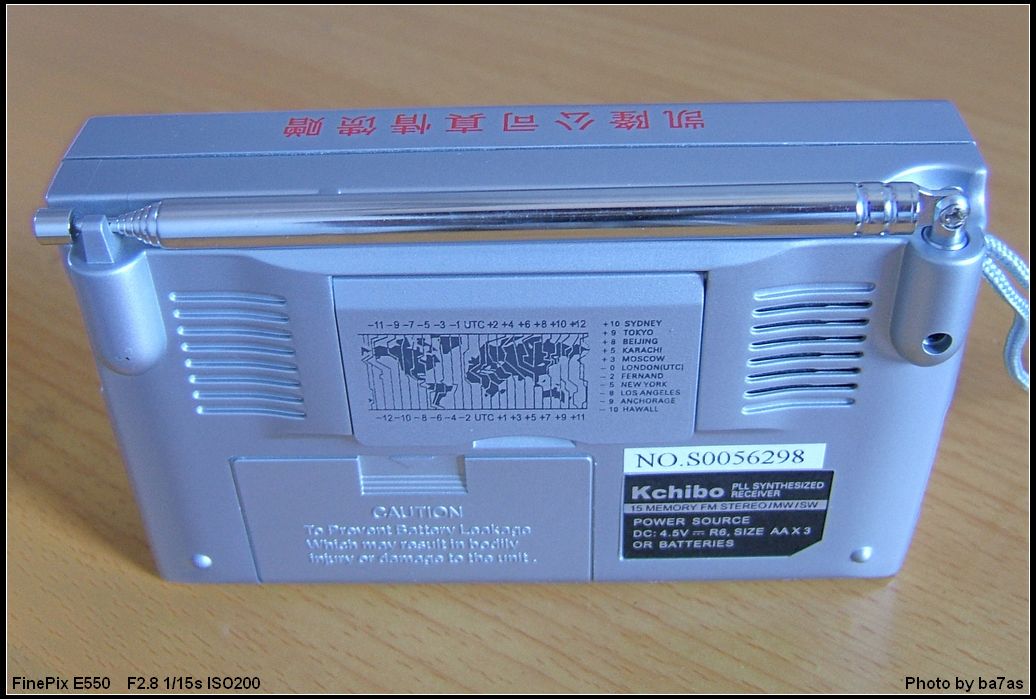 凯隆公司真情馈赠
-11 -9 -7 -5 -3 -1 UTC +2 +4 +6 +8 +10 +12
-12 -10 -8 -6 -4 -2 UTC +1 +3 +5 +7 +9 +11
+10 SYDNEY
+9 TOKYO
+8 BEIJING
+5 KARACHI
+3 MOSCOW
-0 LONDON(UTC)
-2 FERNAND
-5 NEW YORK
-8 LOS ANGELES
-9 ANCHORAGE
-10 HAWALL
CAUTION
To Prevent Battery Leakage
Which may result in bodily
injury or damage to the unit.
NO.S0056298
Kchibo PLL SYNTHESIZED
RECEIVER
15 MEMORY FM STEREO/MW/SW
POWER SOURCE
DC: 4.5V ⎓ R6, SIZE AA X 3
OR BATTERIES
FinePix E550 F2.8 1/15s ISO200
Photo by ba7as